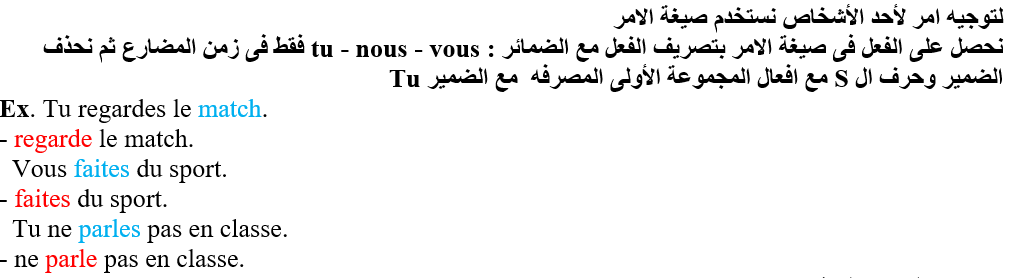 لتوجيه امر لأحد الأشخاص نستخدم صيغة الامر
نحصل على الفعل فى صيغة الامر بتصريف الفعل مع الضمائر : tu - nous - vous فقط فى زمن المضارع ثم نحذف
الضمير وحرف ال S مع افعال المجموعة الأولى المصرفه مع الضمير Tu
Ex. Tu regardes le match.
- regarde le match.
Vous faites du sport.
- faites du sport.
Tu ne parles pas en classe.
- ne parle pas en classe.